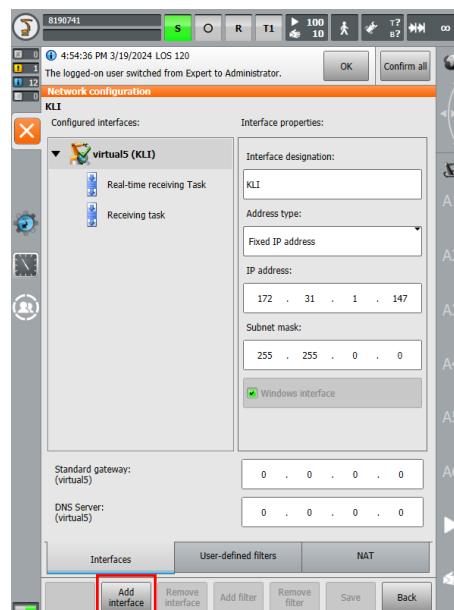 8190741
S
O
R
T1
100
10
T?
B?
∞
0
1
12
0
4:54:36 PM 3/19/2024 LOS 120
The logged-on user switched from Expert to Administrator.
OK
Confirm all
Network configuration
KLI
Configured interfaces:
Interface properties:
virtual5 (KLI)
Real-time receiving Task
Receiving task
Interface designation:
KLI
Address type:
Fixed IP address
IP address:
172 . 31 . 1 . 147
Subnet mask:
255 . 255 . 0 . 0
Windows interface
Standard gateway:
(virtual5)
0 . 0 . 0 . 0
DNS Server:
(virtual5)
0 . 0 . 0 . 0
Interfaces
User-defined filters
NAT
Add
interface
Remove
interface
Add filter
Remove
filter
Save
Back